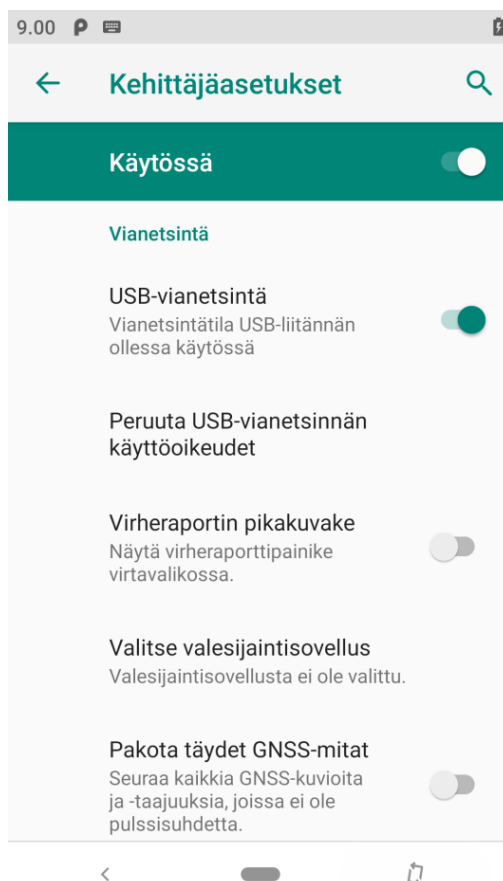 9.00
Kehittäjäasetukset
Käytössä
Vianetsintä
USB-vianetsintä
Vianetsintätila USB-liitännän
ollessa käytössä
Peruuta USB-vianetsinnän
käyttöoikeudet
Virheraportin pikakuvake
Näytä virheraporttipainike
virtavalikossa.
Valitse valesijaintisovellus
Valesijaintisovellusta ei ole valittu.
Pakota täydet GNSS-mitat
Seuraa kaikkia GNSS-kuvioita
ja -taajuuksia, joissa ei ole
pulssisuhdetta.